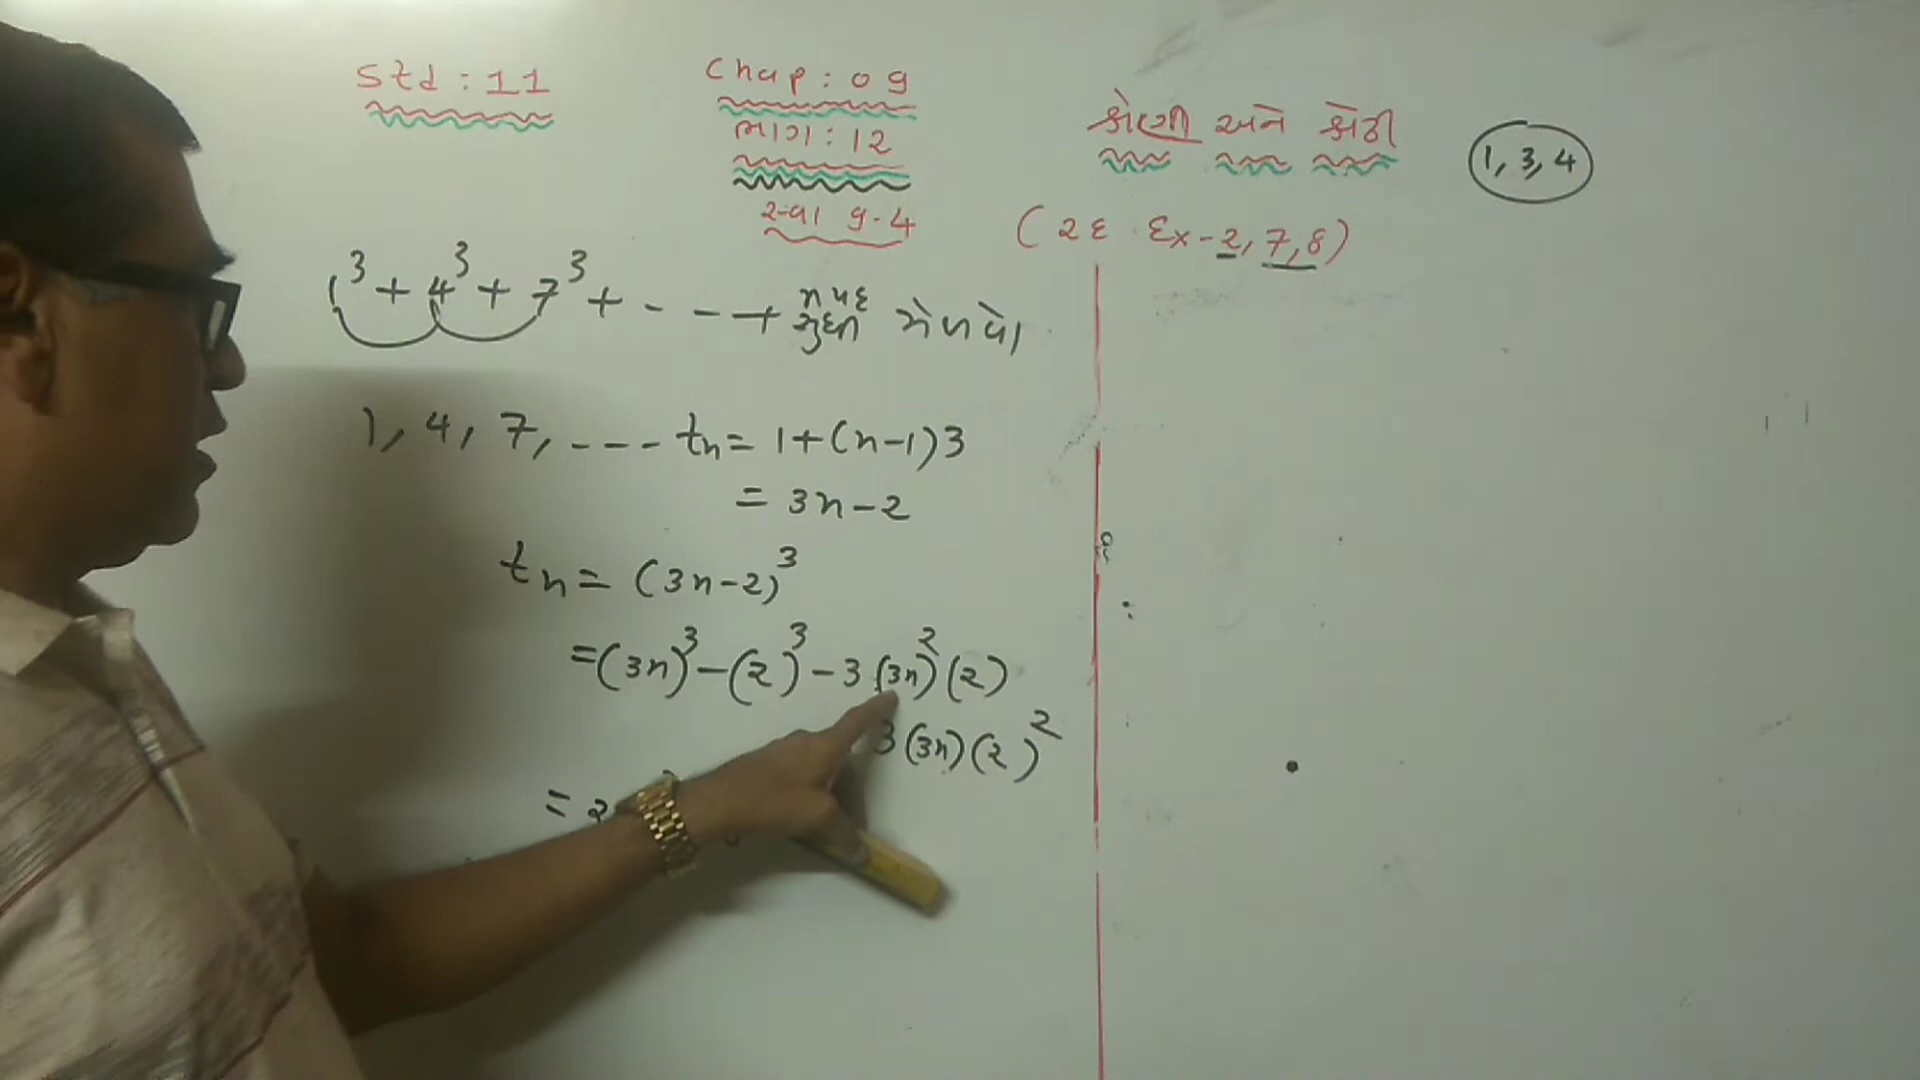 Std : 11
Chap : 09
ભાગ : 12
સ્વા 9.4
શ્રેણી અને શ્રેઢી
(રદ Ex-2, 7, 8)
1, 3, 4
1³ + 4³ + 7³ + - - - + n પદ સુધી મેળવો
1, 4, 7, - - - - tn = 1+(n-1)3
= 3n-2
tn = (3n-2)³
=(3n)³-(2)³-3(3n)²(2)
3(3n)(2)²
= 2